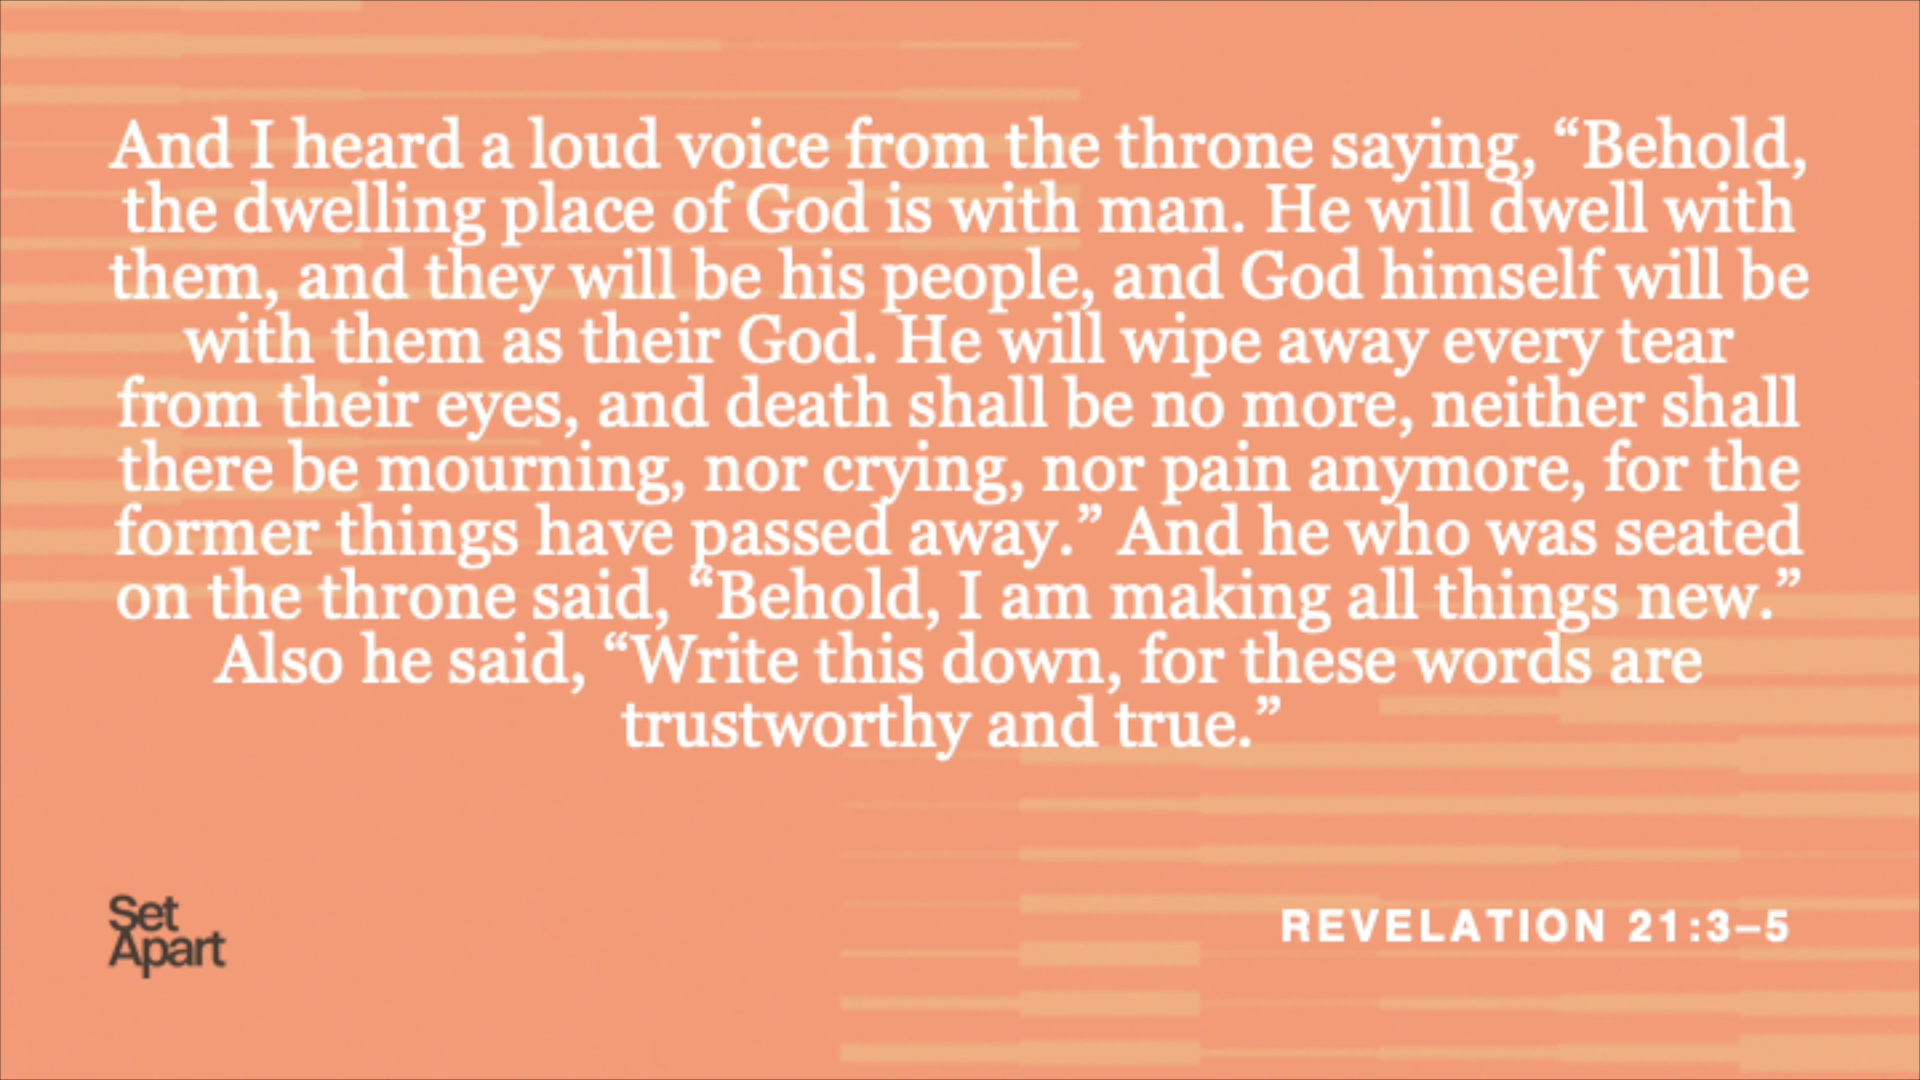 And I heard a loud voice from the throne saying, “Behold,
the dwelling place of God is with man. He will dwell with
them, and they will be his people, and God himself will be
with them as their God. He will wipe away every tear
from their eyes, and death shall be no more, neither shall
there be mourning, nor crying, nor pain anymore, for the
former things have passed away.” And he who was seated
on the throne said, “Behold, I am making all things new.”
Also he said, “Write this down, for these words are
trustworthy and true.”
Set
Apart
REVELATION 21:3–5